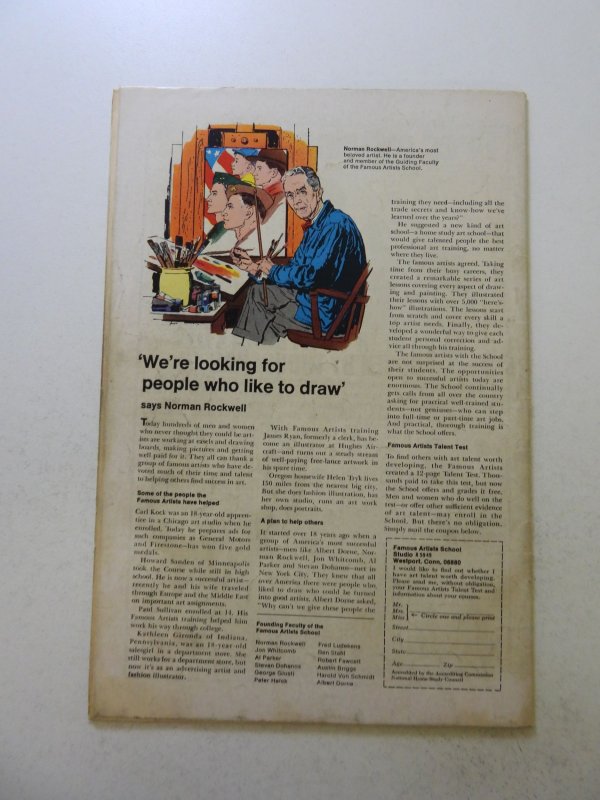 Norman Rockwell—America's most
beloved artist. He is a founder
and member of the Guiding Faculty
of the Famous Artists School.
'We're looking for
people who like to draw'
says Norman Rockwell
Today hundreds of men and women
who never thought they could be art-
ists are working at easels and drawing
boards, making pictures and getting
well paid for it. They all can thank a
group of famous artists who have de-
voted much of their time and talent
to helping others find success in art.
Some of the people the
Famous Artists have helped
Carl Kock was an 18-year-old appren-
tice in a Chicago art studio when he
enrolled. Today he prepares ads for
such companies as General Motors
and Firestone—has won five gold
medals.
Howard Sanden of Minneapolis
took the Course while still in high
school. He is now a successful artist—
recently he and his wife traveled
through Europe and the Middle East
on important art assignments.
Paul Sullivan enrolled at 14. His
Famous Artists training helped him
work his way through college.
Kathleen Gironda of Indiana,
Pennsylvania, was an 18-year-old
salesgirl in a department store. She
still works for a department store, but
now it's as an advertising artist and
fashion illustrator.
With Famous Artists training
James Ryan, formerly a clerk, has be-
come an illustrator at Hughes Air-
craft—and turns out a steady stream
of well-paying free-lance artwork in
his spare time.
Oregon housewife Helen Tryk lives
150 miles from the nearest big city.
But she does fashion illustration, has
her own studio, runs an art work
shop, does portraits.
A plan to help others
It started over 18 years ago when a
group of America's most successful
artists—men like Albert Dorne, Nor-
man Rockwell, Jon Whitcomb, Al
Parker and Stevan Dohanos—met in
New York City. They knew that all
over America there were people who
liked to draw who could be turned
into good artists. Albert Dorne asked,
"Why can't we give these people the
Founding Faculty of the
Famous Artists School
Norman Rockwell
Jon Whitcomb
Al Parker
Stevan Dohanos
George Giusti
Peter Helck
Fred Ludekens
Ben Stahl
Robert Fawcett
Austin Briggs
Harold Von Schmidt
Albert Dorne
training they need—including all the
trade secrets and know-how we've
learned over the years?"
He suggested a new kind of art
school—a home study art school—that
would give talented people the best
professional art training, no matter
where they live.
The famous artists agreed. Taking
time from their busy careers, they
created a remarkable series of art
lessons covering every aspect of draw-
ing and painting. They illustrated
their lessons with over 5,000 "here's-
how" illustrations. The lessons start
from scratch and cover every skill a
top artist needs. Finally, they de-
veloped a wonderful way to give each
student personal correction and ad-
vice all through his training.
The famous artists with the School
are not surprised at the success of
their students. The opportunities
open to successful artists today are
enormous. The School continually
gets calls from all over the country
asking for practical well-trained stu-
dents—not geniuses—who can step
into full-time or part-time art jobs.
And practical, thorough training is
what the School offers.
Famous Artists Talent Test
To find others with art talent worth
developing, the Famous Artists
created a 12-page Talent Test. Thou-
sands paid to take this test, but now
the School offers and grades it free.
Men and women who do well on the
test—or offer other sufficient evidence
of art talent—may enroll in the
School. But there's no obligation.
Simply mail the coupon below.
Famous Artists School
Studio
Westport, Conn. 06880
I would like to find out whether I
have art talent worth developing.
Please send me, without obligation,
your Famous Artists Talent Test and
information about your courses.
Mr.
Mrs.
Miss
← Circle one and please print
Street
City
State
Age Zip
Accredited by the Accrediting Commission
National Home Study Council